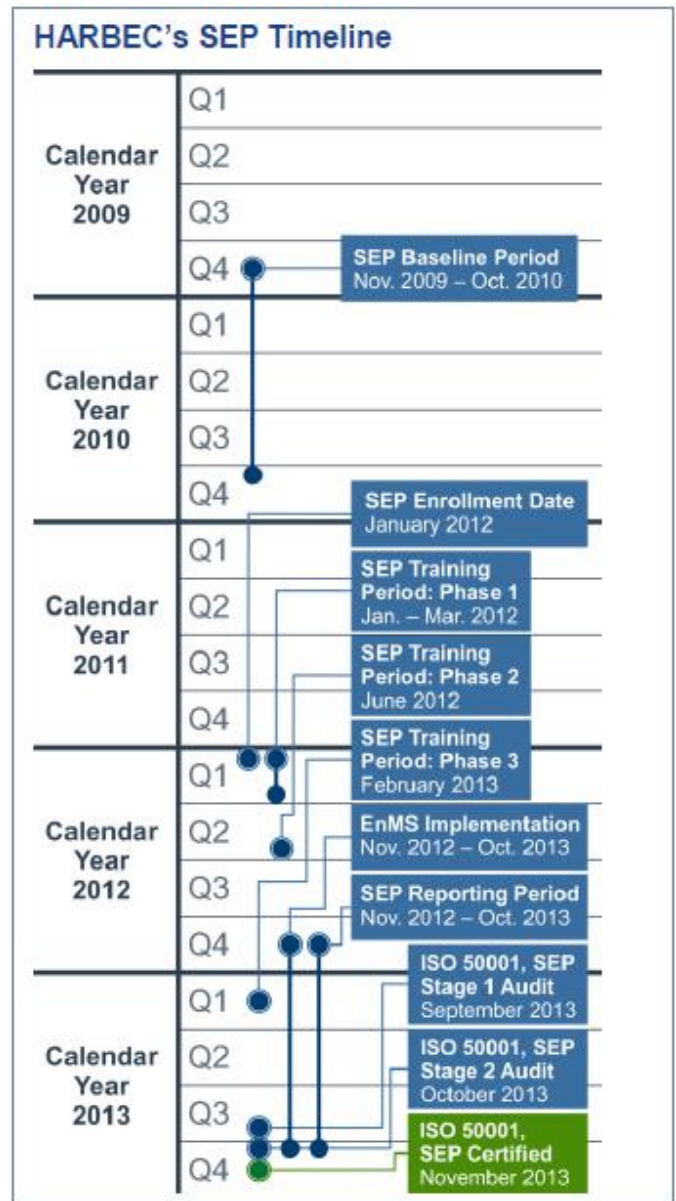 HARBEC's SEP Timeline
Calendar
Year
2009
Q1
Q2
Q3
Q4
SEP Baseline Period
Nov. 2009 – Oct. 2010
Calendar
Year
2010
Q1
Q2
Q3
Q4
SEP Enrollment Date
January 2012
Calendar
Year
2011
Q1
Q2
Q3
Q4
SEP Training
Period: Phase 1
Jan. – Mar. 2012
SEP Training
Period: Phase 2
June 2012
SEP Training
Period: Phase 3
February 2013
Calendar
Year
2012
Q1
Q2
Q3
Q4
EnMS Implementation
Nov. 2012 – Oct. 2013
SEP Reporting Period
Nov. 2012 – Oct. 2013
ISO 50001, SEP
Stage 1 Audit
September 2013
Calendar
Year
2013
Q1
Q2
Q3
Q4
ISO 50001, SEP
Stage 2 Audit
October 2013
ISO 50001,
SEP Certified
November 2013